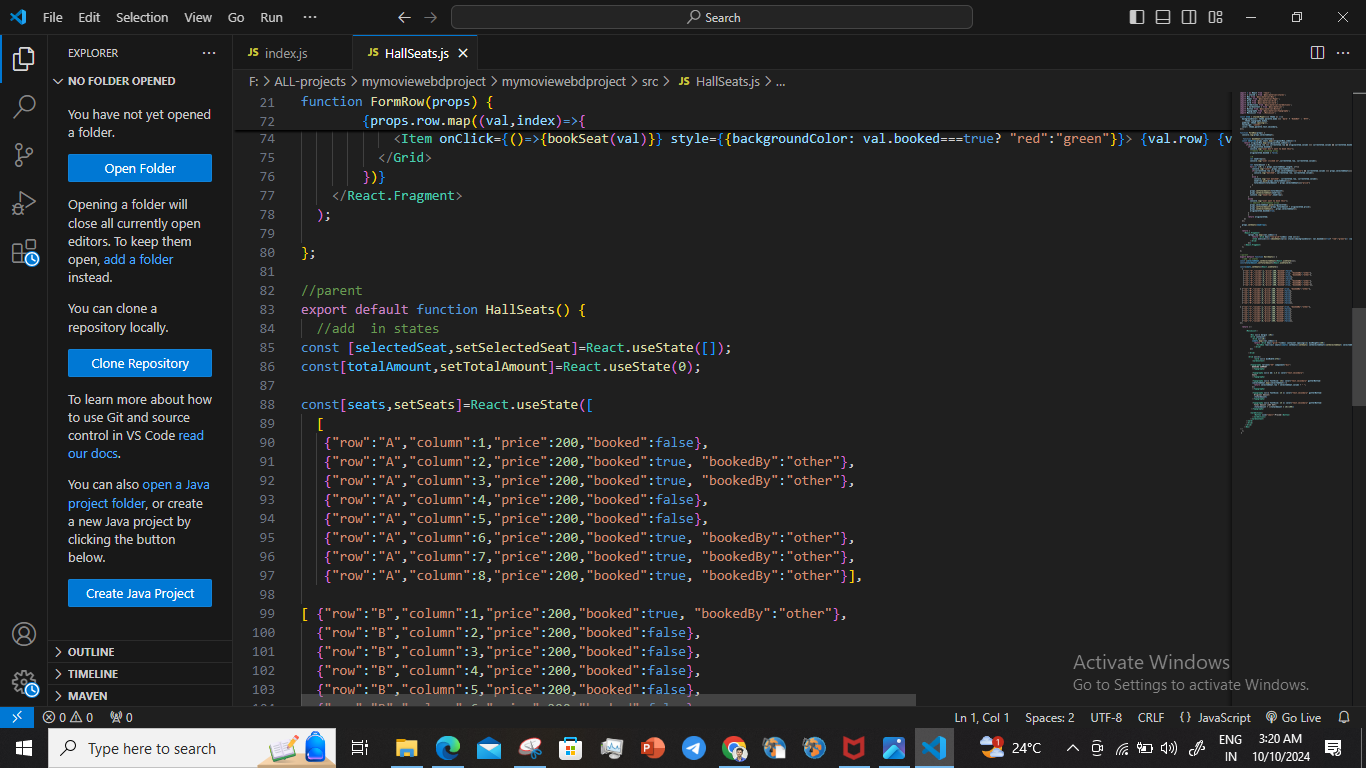 File Edit Selection View Go Run ··· Search
EXPLORER ···
NO FOLDER OPENED
You have not yet opened
a folder.
Open Folder
Opening a folder will
close all currently open
editors. To keep them
open, add a folder
instead.
You can clone a
repository locally.
Clone Repository
To learn more about how
to use Git and source
control in VS Code read
our docs.
You can also open a Java
project folder, or create
a new Java project by
clicking the button
below.
Create Java Project
OUTLINE
TIMELINE
MAVEN
JS index.js JS HallSeats.js
F: > ALL-projects > mymoviewebdproject > mymoviewebdproject > src > JS HallSeats.js > ...
21 function FormRow(props) {
72 {props.row.map((val,index)=>{
74 <Item onClick={()=>{bookSeat(val)}} style={{backgroundColor: val.booked===true? "red":"green"}}> {val.row} {v
75 </Grid>
76 })}
77 </React.Fragment>
78 );
79
80 };
81
82 //parent
83 export default function HallSeats() {
84 //add  in states
85 const [selectedSeat,setSelectedSeat]=React.useState([]);
86 const[totalAmount,setTotalAmount]=React.useState(0);
87
88 const[seats,setSeats]=React.useState([
89 [
90 {"row":"A","column":1,"price":200,"booked":false},
91 {"row":"A","column":2,"price":200,"booked":true, "bookedBy":"other"},
92 {"row":"A","column":3,"price":200,"booked":true, "bookedBy":"other"},
93 {"row":"A","column":4,"price":200,"booked":false},
94 {"row":"A","column":5,"price":200,"booked":false},
95 {"row":"A","column":6,"price":200,"booked":true, "bookedBy":"other"},
96 {"row":"A","column":7,"price":200,"booked":true, "bookedBy":"other"},
97 {"row":"A","column":8,"price":200,"booked":true, "bookedBy":"other"}],
98
99 [ {"row":"B","column":1,"price":200,"booked":true, "bookedBy":"other"},
100 {"row":"B","column":2,"price":200,"booked":false},
101 {"row":"B","column":3,"price":200,"booked":false},
102 {"row":"B","column":4,"price":200,"booked":false},
103 {"row":"B","column":5,"price":200,"booked":false},
Activate Windows
Go to Settings to activate Windows.
0 0 0 Ln 1, Col 1 Spaces: 2 UTF-8 CRLF {} JavaScript Go Live
Type here to search 1 24°C ENG 3:20 AM
IN 10/10/2024